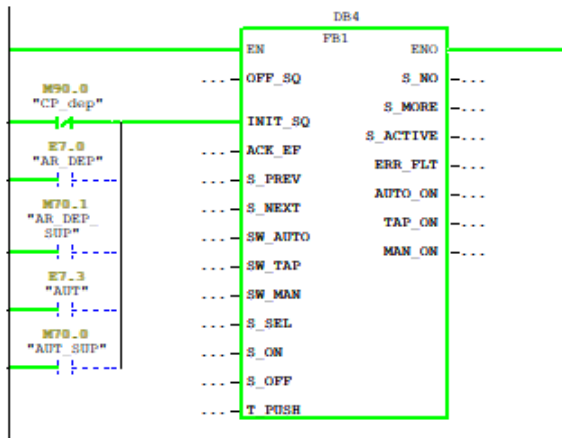 DB4
FB1
EN ENO
... OFF_SQ S_NO ...
M90.0
"CP_dep"
S_MORE ...
INIT_SQ
S_ACTIVE ...
E7.0
"AR_DEP"
ACK_EF
ERR_FLT ...
... S_PREV
AUTO_ON ...
M70.1
"AR_DEP_
SUP"
... S_NEXT
TAP_ON ...
... SW_AUTO
MAN_ON ...
... SW_TAP
E7.3
"AUT"
... SW_MAN
... S_SEL
M70.0
"AUT_SUP"
... S_ON
... S_OFF
... T_PUSH